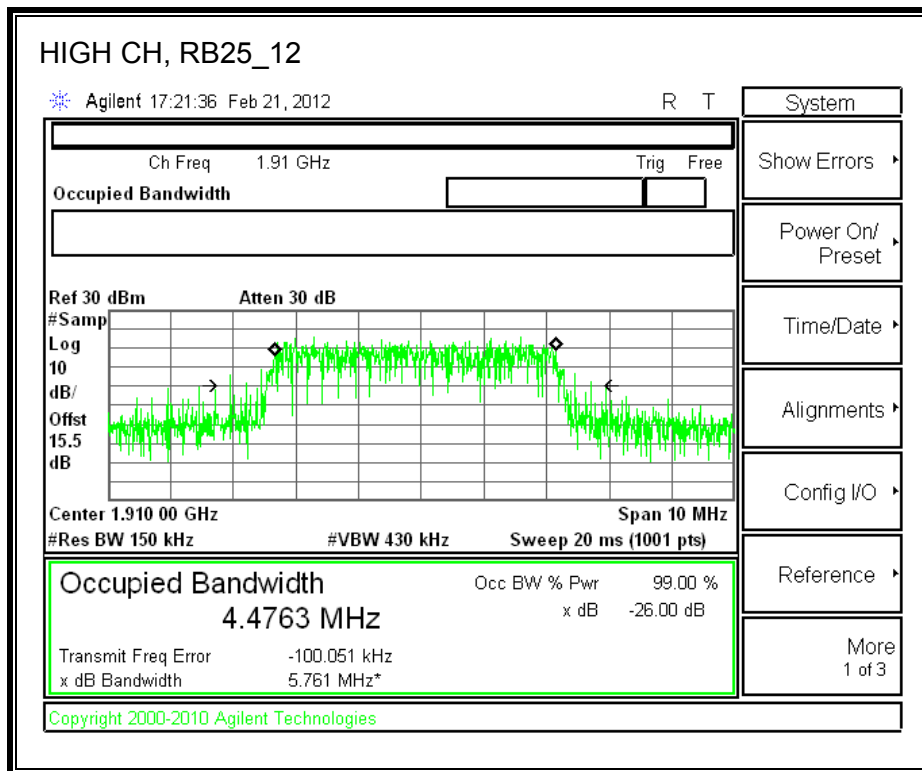 HIGH CH, RB25_12
Agilent 17:21:36 Feb 21, 2012 R T
System
Ch Freq 1.91 GHz Trig Free
Occupied Bandwidth
Show Errors
Power On/
Preset
Time/Date
Alignments
Config I/O
Reference
More
1 of 3
Ref 30 dBm Atten 30 dB
#Samp
Log
10
dB/
Offst
15.5
dB
Center 1.910 00 GHz Span 10 MHz
#Res BW 150 kHz #VBW 430 kHz Sweep 20 ms (1001 pts)
Occupied Bandwidth Occ BW % Pwr 99.00 %
4.4763 MHz x dB -26.00 dB
Transmit Freq Error -100.051 kHz
x dB Bandwidth 5.761 MHz*
Copyright 2000-2010 Agilent Technologies